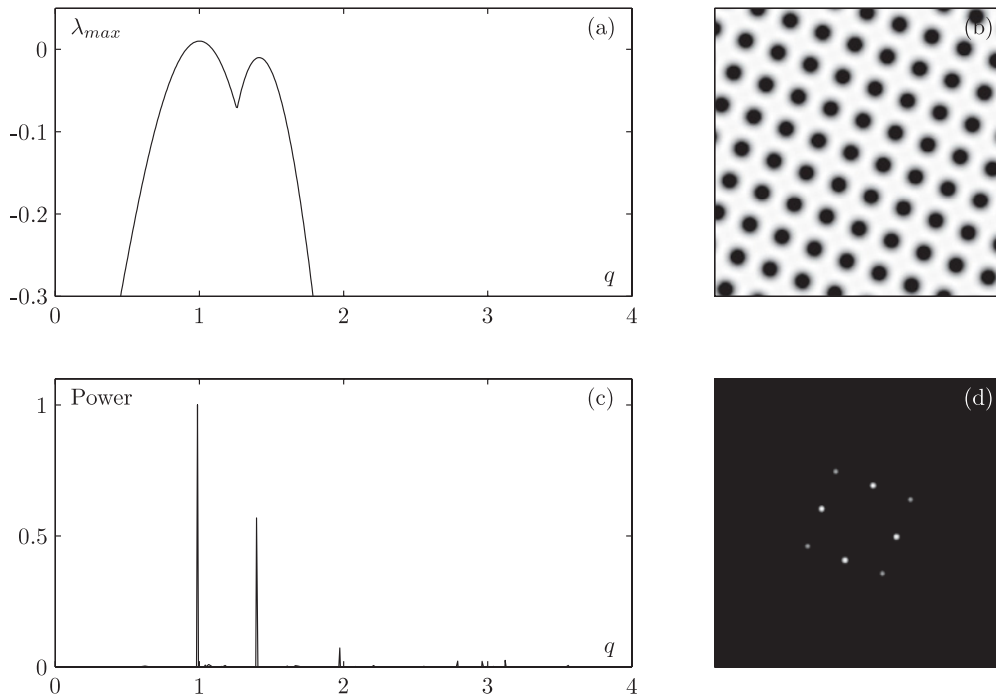 λmax
(a)
0
-0.1
-0.2
-0.3
q
0 1 2 3 4
(b)
Power
(c)
1
0.5
0
q
0 1 2 3 4
(d)